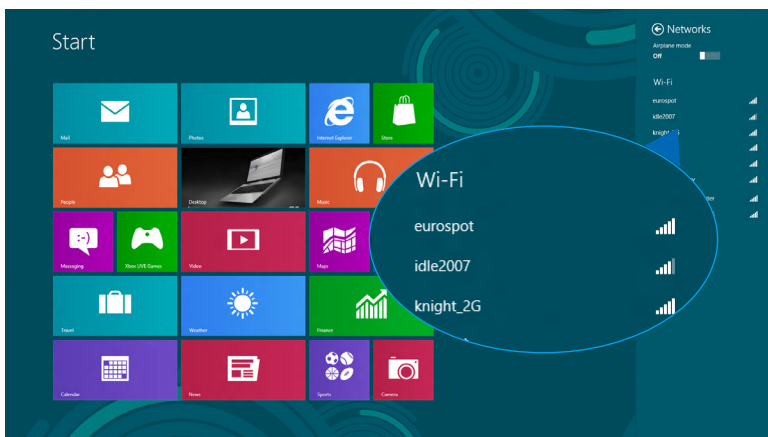 Start
Mail
Photos
Internet Explorer
Store
People
Desktop
Music
Messaging
Xbox LIVE Games
Video
Maps
Travel
Weather
Finance
Calendar
News
Sports
Camera
Networks
Airplane mode
Off
Wi-Fi
eurospot
idle2007
knight_2G
Wi-Fi
eurospot
idle2007
knight_2G